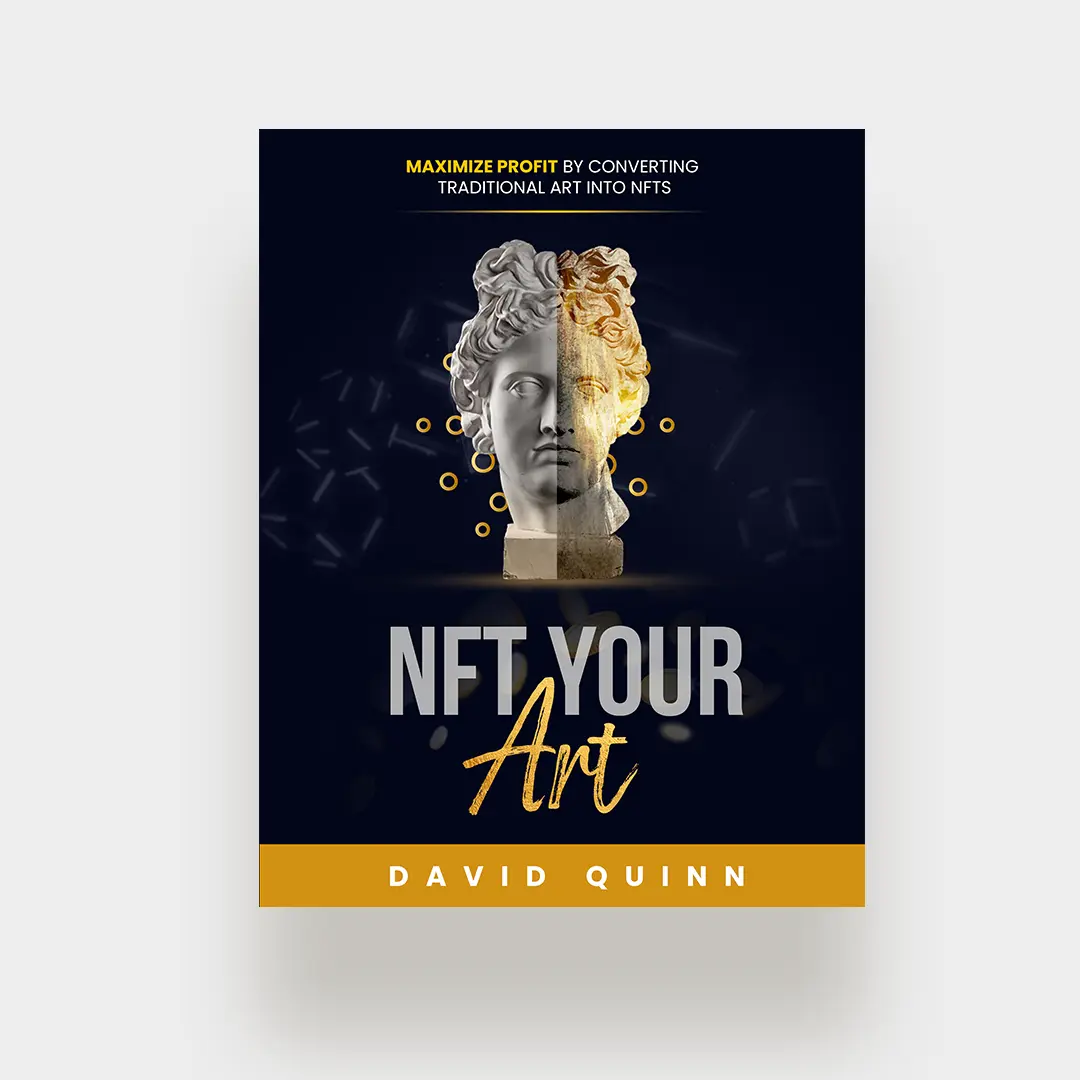 MAXIMIZE PROFIT BY CONVERTING
TRADITIONAL ART INTO NFTS
NFT YOUR
Art
DAVID QUINN